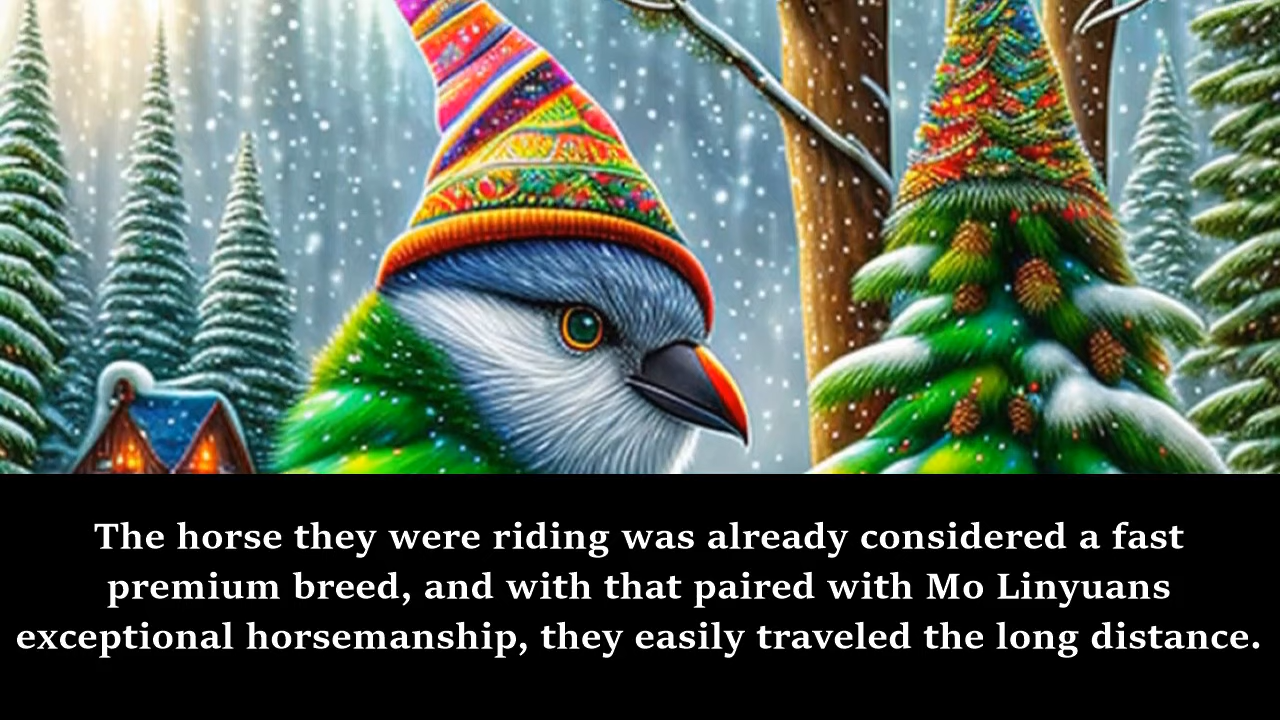 The horse they were riding was already considered a fast
premium breed, and with that paired with Mo Linyuans
exceptional horsemanship, they easily traveled the long distance.